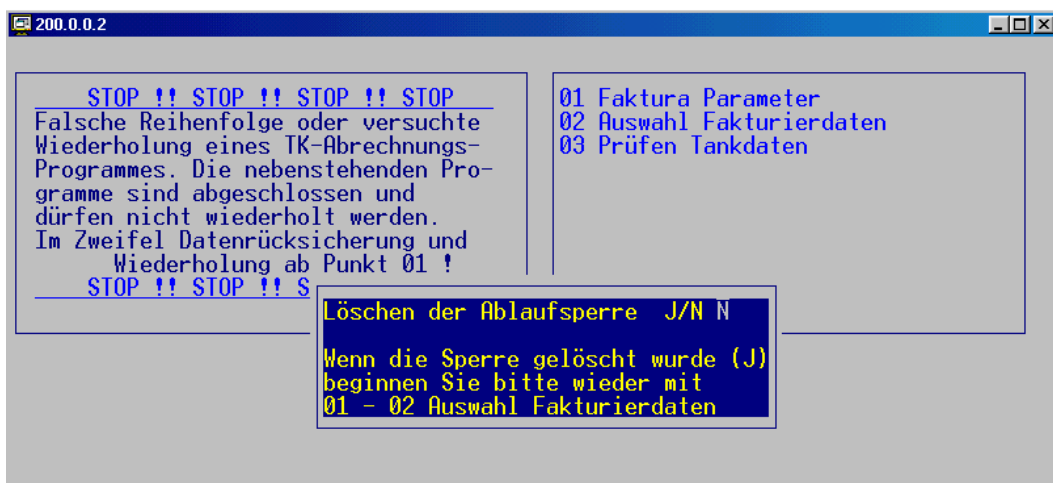 200.0.0.2
STOP !! STOP !! STOP !! STOP
Falsche Reihenfolge oder versuchte
Wiederholung eines TK-Abrechnungs-
Programmes. Die nebenstehenden Pro-
gramme sind abgeschlossen und
dürfen nicht wiederholt werden.
Im Zweifel Datenrücksicherung und
Wiederholung ab Punkt 01 !
STOP !! STOP !! S
01 Faktura Parameter
02 Auswahl Fakturierdaten
03 Prüfen Tankdaten
Löschen der Ablaufsperre J/N N
Wenn die Sperre gelöscht wurde (J)
beginnen Sie bitte wieder mit
01 - 02 Auswahl Fakturierdaten